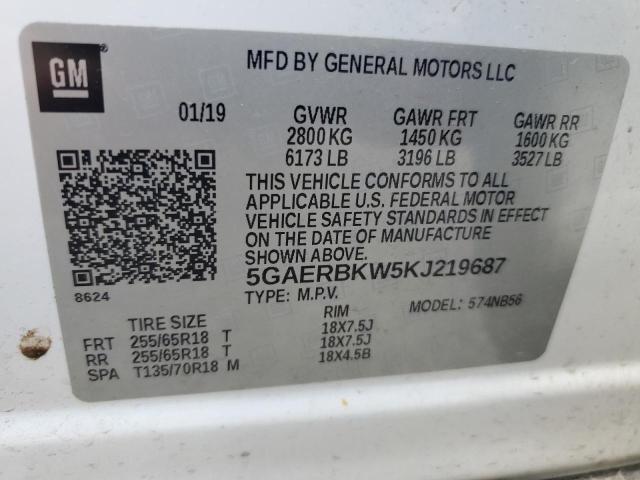 GM
MFD BY GENERAL MOTORS LLC
01/19 GVWR GAWR FRT GAWR RR
2800 KG 1450 KG 1600 KG
6173 LB 3196 LB 3527 LB
THIS VEHICLE CONFORMS TO ALL
APPLICABLE U.S. FEDERAL MOTOR
VEHICLE SAFETY STANDARDS IN EFFECT
ON THE DATE OF MANUFACTURE
SHOWN ABOVE.
5GAERBKW5KJ219687
8624
TYPE: M.P.V. MODEL: 574NB56
TIRE SIZE RIM
FRT 255/65R18 T 18X7.5J
RR 255/65R18 T 18X7.5J
SPA T135/70R18 M 18X4.5B